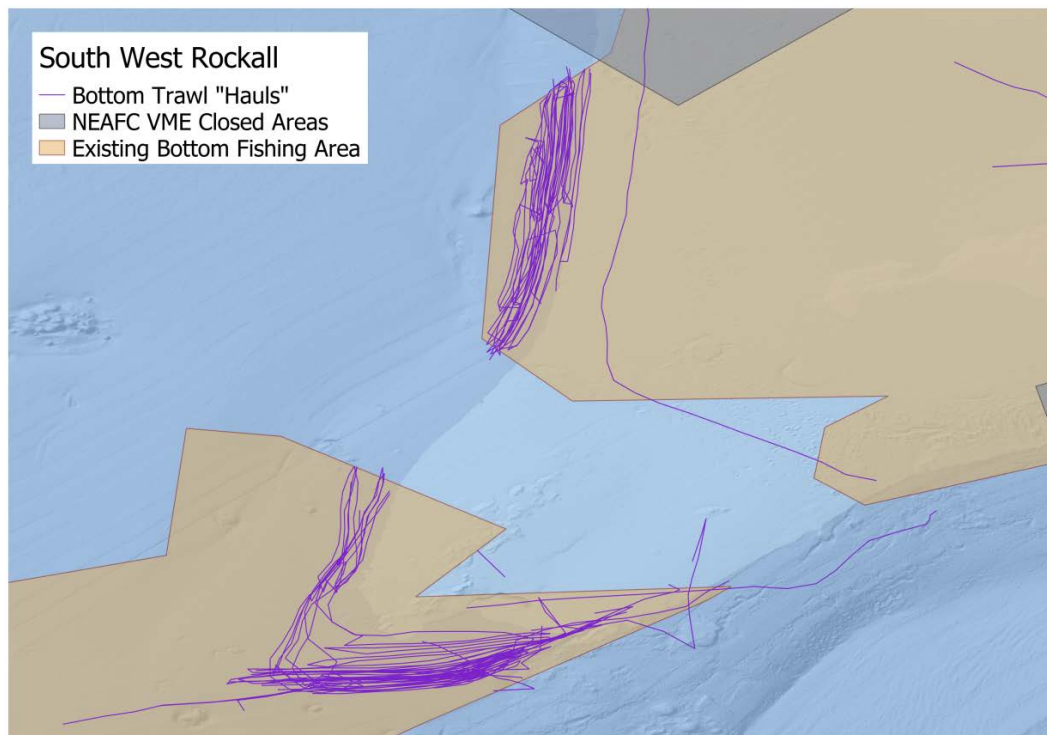 South West Rockall
Bottom Trawl "Hauls"
NEAFC VME Closed Areas
Existing Bottom Fishing Area